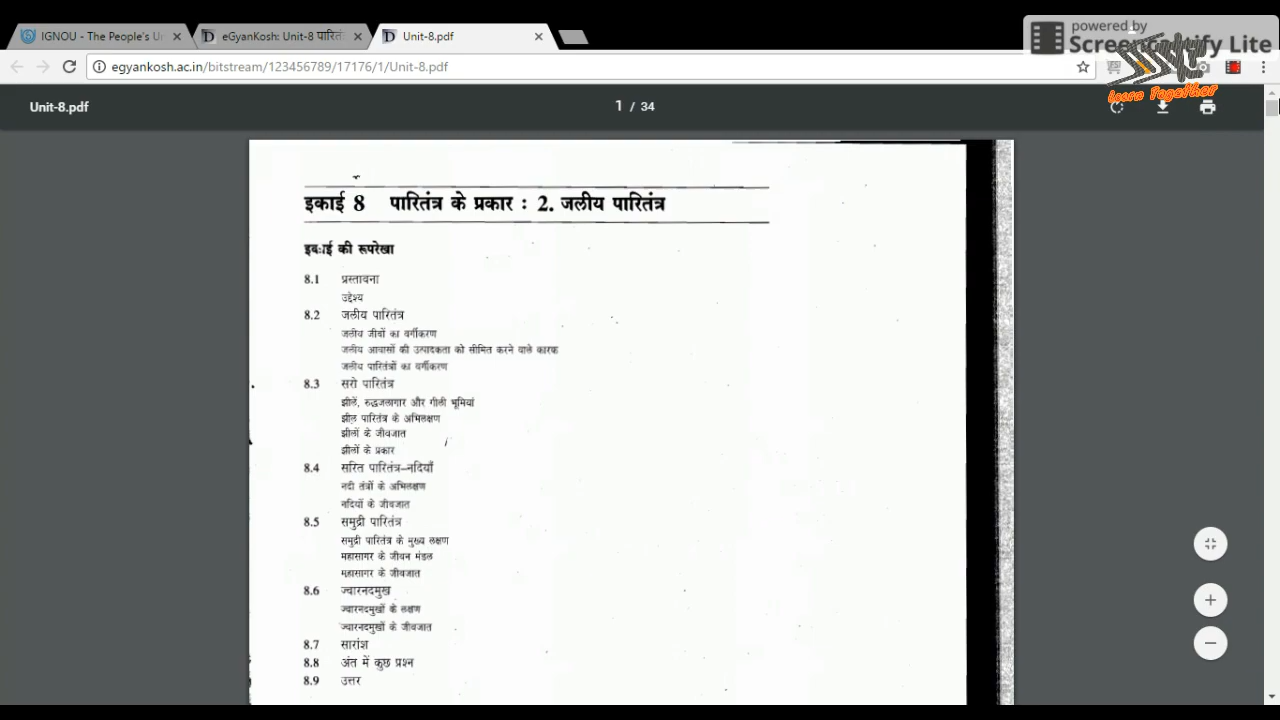 IGNOU - The People's Un
eGyanKosh: Unit-8 पारितं
Unit-8.pdf
powered by
Screencastify Lite
egyankosh.ac.in/bitstream/123456789/17176/1/Unit-8.pdf
Learn Together
Unit-8.pdf
1 / 34
इकाई 8 पारितंत्र के प्रकार : 2. जलीय पारितंत्र
इकाई की रूपरेखा
8.1 प्रस्तावना
उद्देश्य
8.2 जलीय पारितंत्र
जलीय जीवों का वर्गीकरण
जलीय आवासों की उत्पादकता को सीमित करने वाले कारक
जलीय पारितंत्रों का वर्गीकरण
8.3 सरो पारितंत्र
झीलें, रुद्धजलागार और गीली भूमियां
झील पारितंत्र के अभिलक्षण
झीलों के जीवजात
झीलों के प्रकार
8.4 सरित पारितंत्र–नदियाँ
नदी तंत्रों के अभिलक्षण
नदियों के जीवजात
8.5 समुद्री पारितंत्र
समुद्री पारितंत्र के मुख्य लक्षण
महासागर के जीवन मंडल
महासागर के जीवजात
8.6 ज्वारनदमुख
ज्वारनदमुखों के लक्षण
ज्वारनदमुखों के जीवजात
8.7 सारांश
8.8 अंत में कुछ प्रश्न
8.9 उत्तर